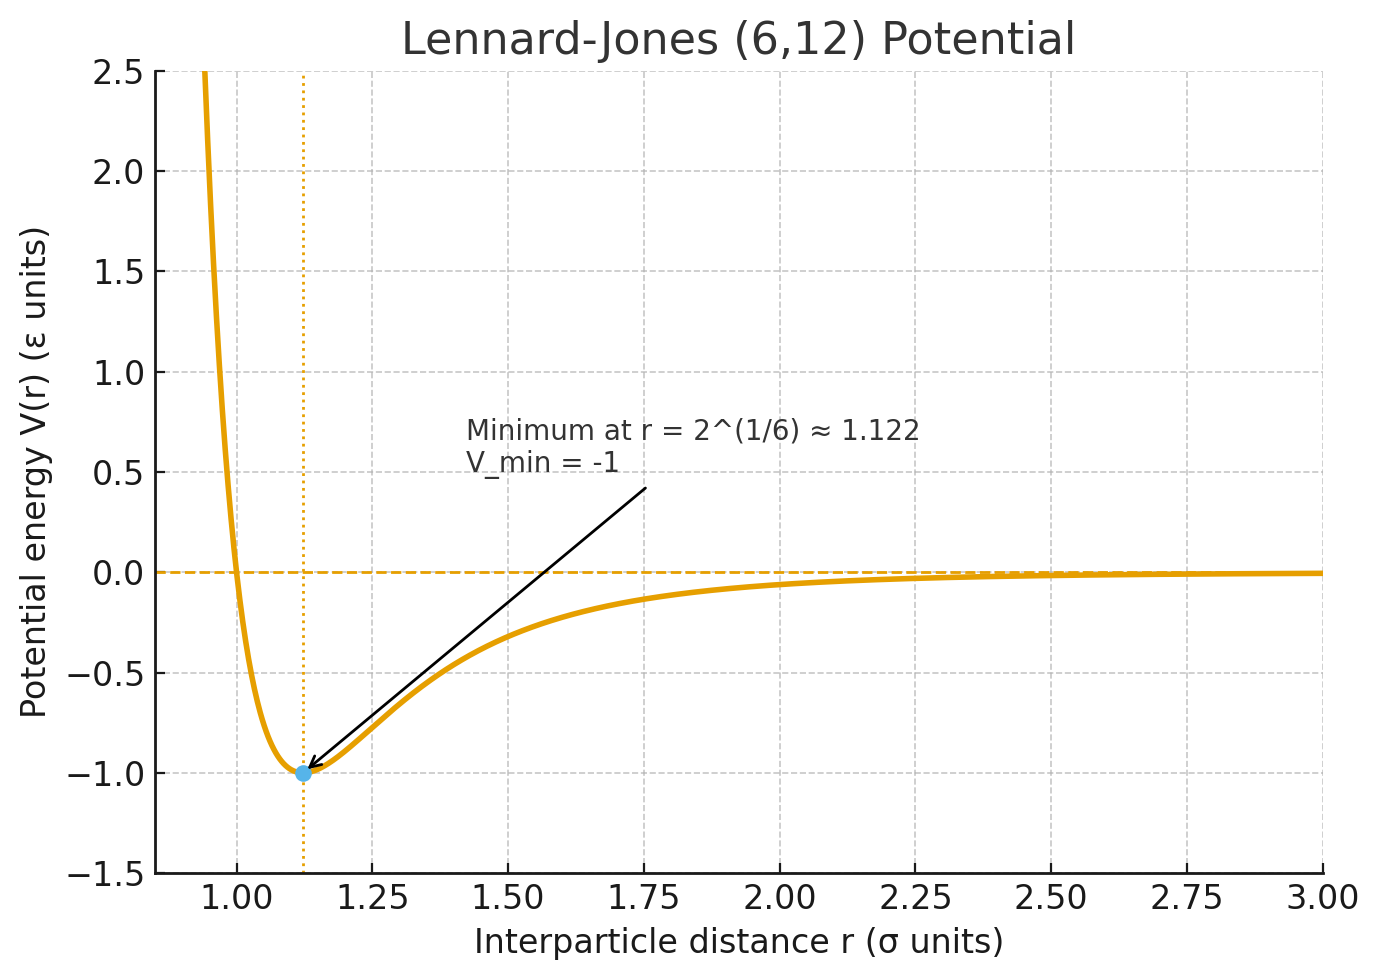 Lennard-Jones (6,12) Potential
2.5
2.0
1.5
1.0
0.5
0.0
−0.5
−1.0
−1.5
Potential energy V(r) (ε units)
Minimum at r = 2^(1/6) ≈ 1.122
V_min = -1
1.00 1.25 1.50 1.75 2.00 2.25 2.50 2.75 3.00
Interparticle distance r (σ units)